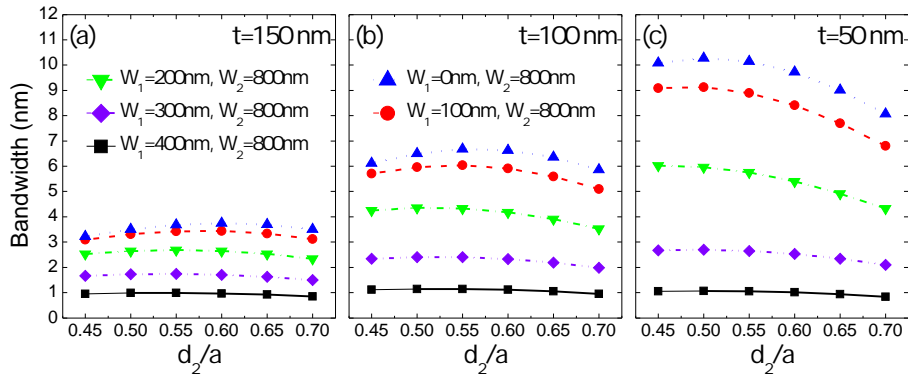 (a) t=150 nm
W₁=200nm, W₂=800nm
W₁=300nm, W₂=800nm
W₁=400nm, W₂=800nm
(b) t=100 nm
W₁=0nm, W₂=800nm
W₁=100nm, W₂=800nm
(c) t=50 nm
Bandwidth (nm)
12
11
10
9
8
7
6
5
4
3
2
1
0
0.45 0.50 0.55 0.60 0.65 0.70
0.45 0.50 0.55 0.60 0.65 0.70
0.45 0.50 0.55 0.60 0.65 0.70
d₂/a
d₂/a
d₂/a